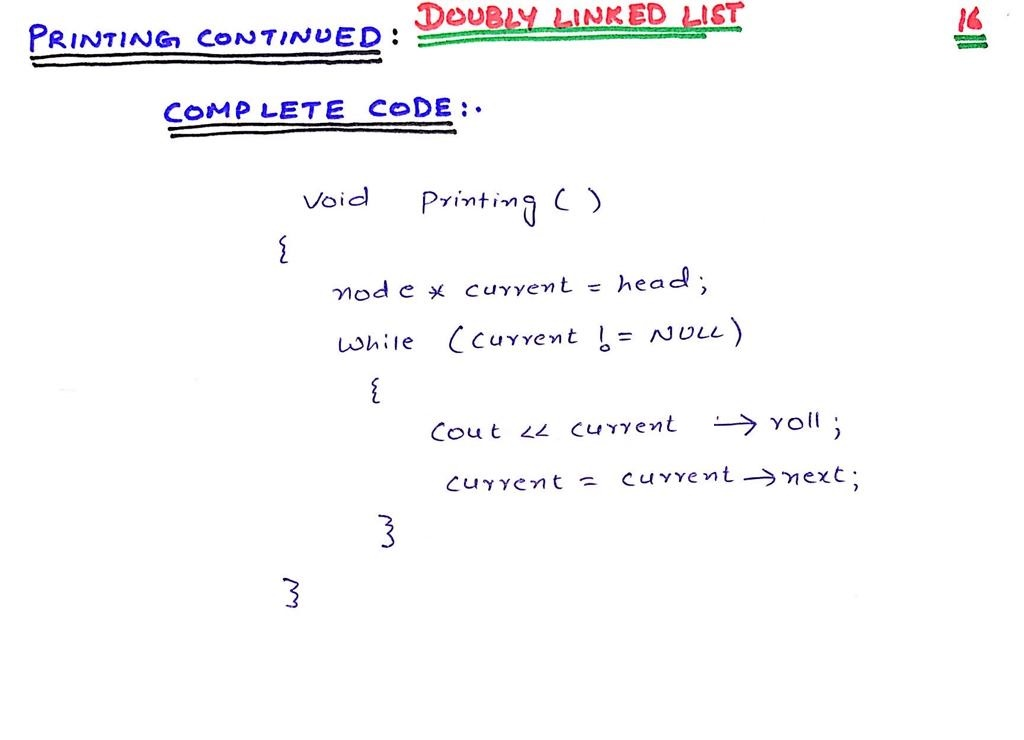 DOUBLY LINKED LIST 16
PRINTING CONTINUED:
COMPLETE CODE:.
Void Printing ( )
{
node * current = head;
while (current != NULL)
{
Cout << current → roll;
current = current → next;
}
}